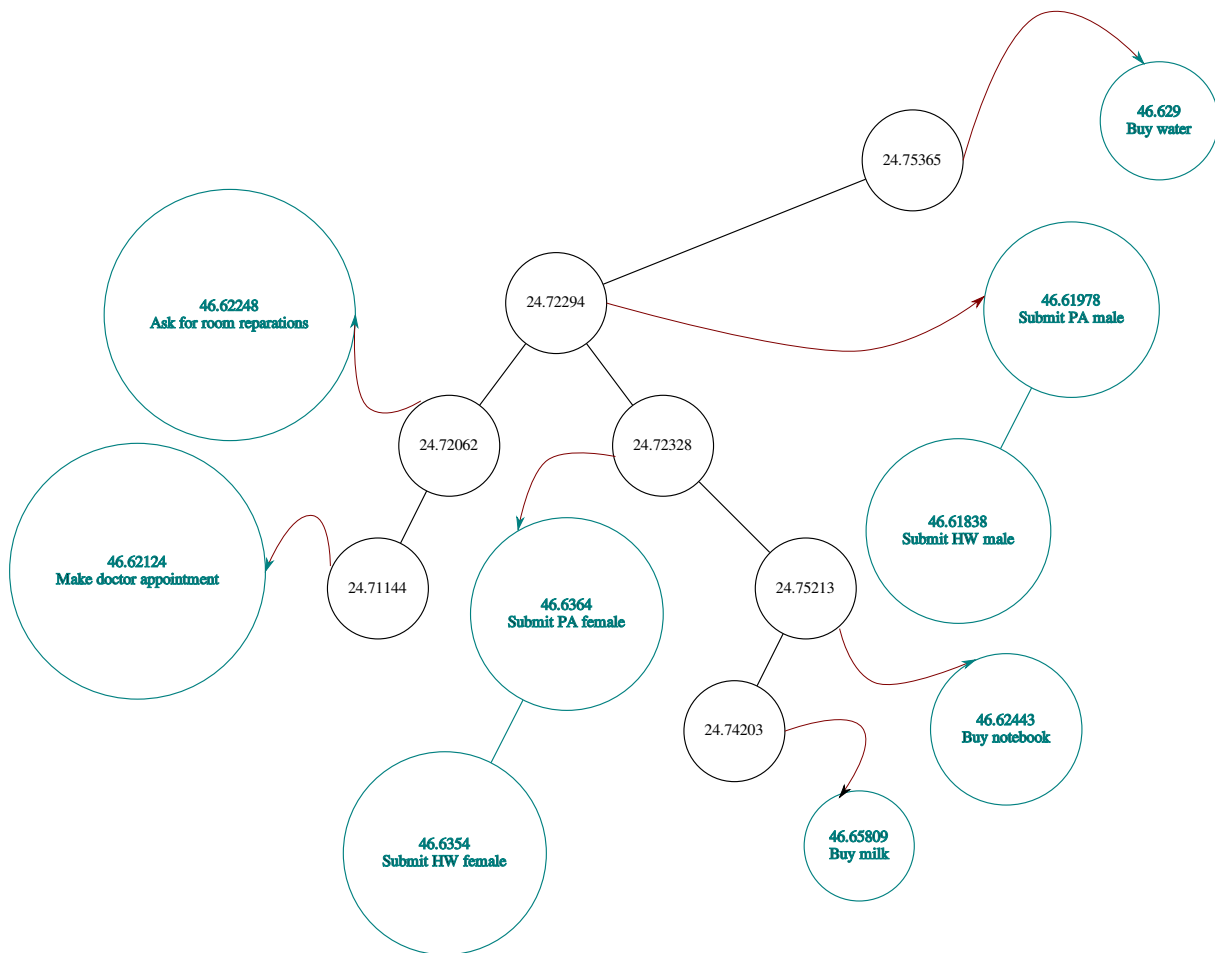 46.629
Buy water
24.75365
46.62248
Ask for room reparations
24.72294
46.61978
Submit PA male
24.72062
24.72328
46.61838
Submit HW male
46.62124
Make doctor appointment
24.71144
46.6364
Submit PA female
24.75213
24.74203
46.62443
Buy notebook
46.6354
Submit HW female
46.65809
Buy milk